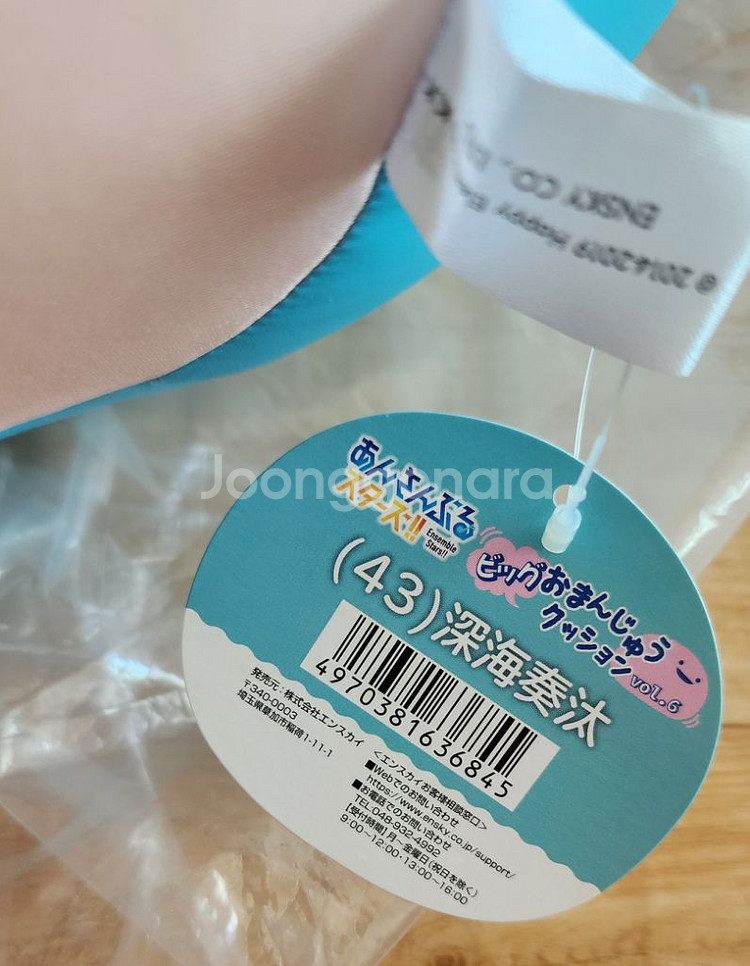 ENSKY CO.,
© 2014-2019 Happy
Joonggonara
あんさんぶる
スターズ!!
Ensemble
Stars!!
ビッグおまんじゅう
クッション vol.6
(43)深海奏汰
4970381636845
発売元:株式会社エンスカイ
〒340-0003
埼玉県草加市稲荷1-11-1
<エンスカイお客様相談窓口>
■Webでのお問い合わせ
https://www.ensky.co.jp/support/
■お電話でのお問い合わせ
TEL.048-932-4992
【受付時間】月~金曜日(祝日を除く)
9:00~12:00・13:00~16:00